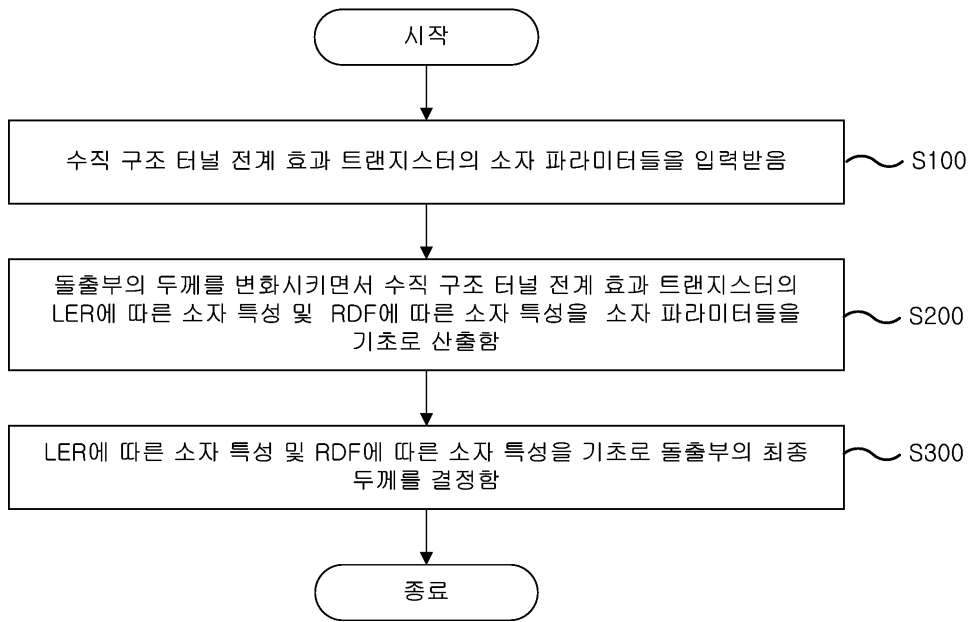 시작
수직 구조 터널 전계 효과 트랜지스터의 소자 파라미터들을 입력받음
S100
돌출부의 두께를 변화시키면서 수직 구조 터널 전계 효과 트랜지스터의
LER에 따른 소자 특성 및 RDF에 따른 소자 특성을 소자 파라미터들을
기초로 산출함
S200
LER에 따른 소자 특성 및 RDF에 따른 소자 특성을 기초로 돌출부의 최종
두께를 결정함
S300
종료